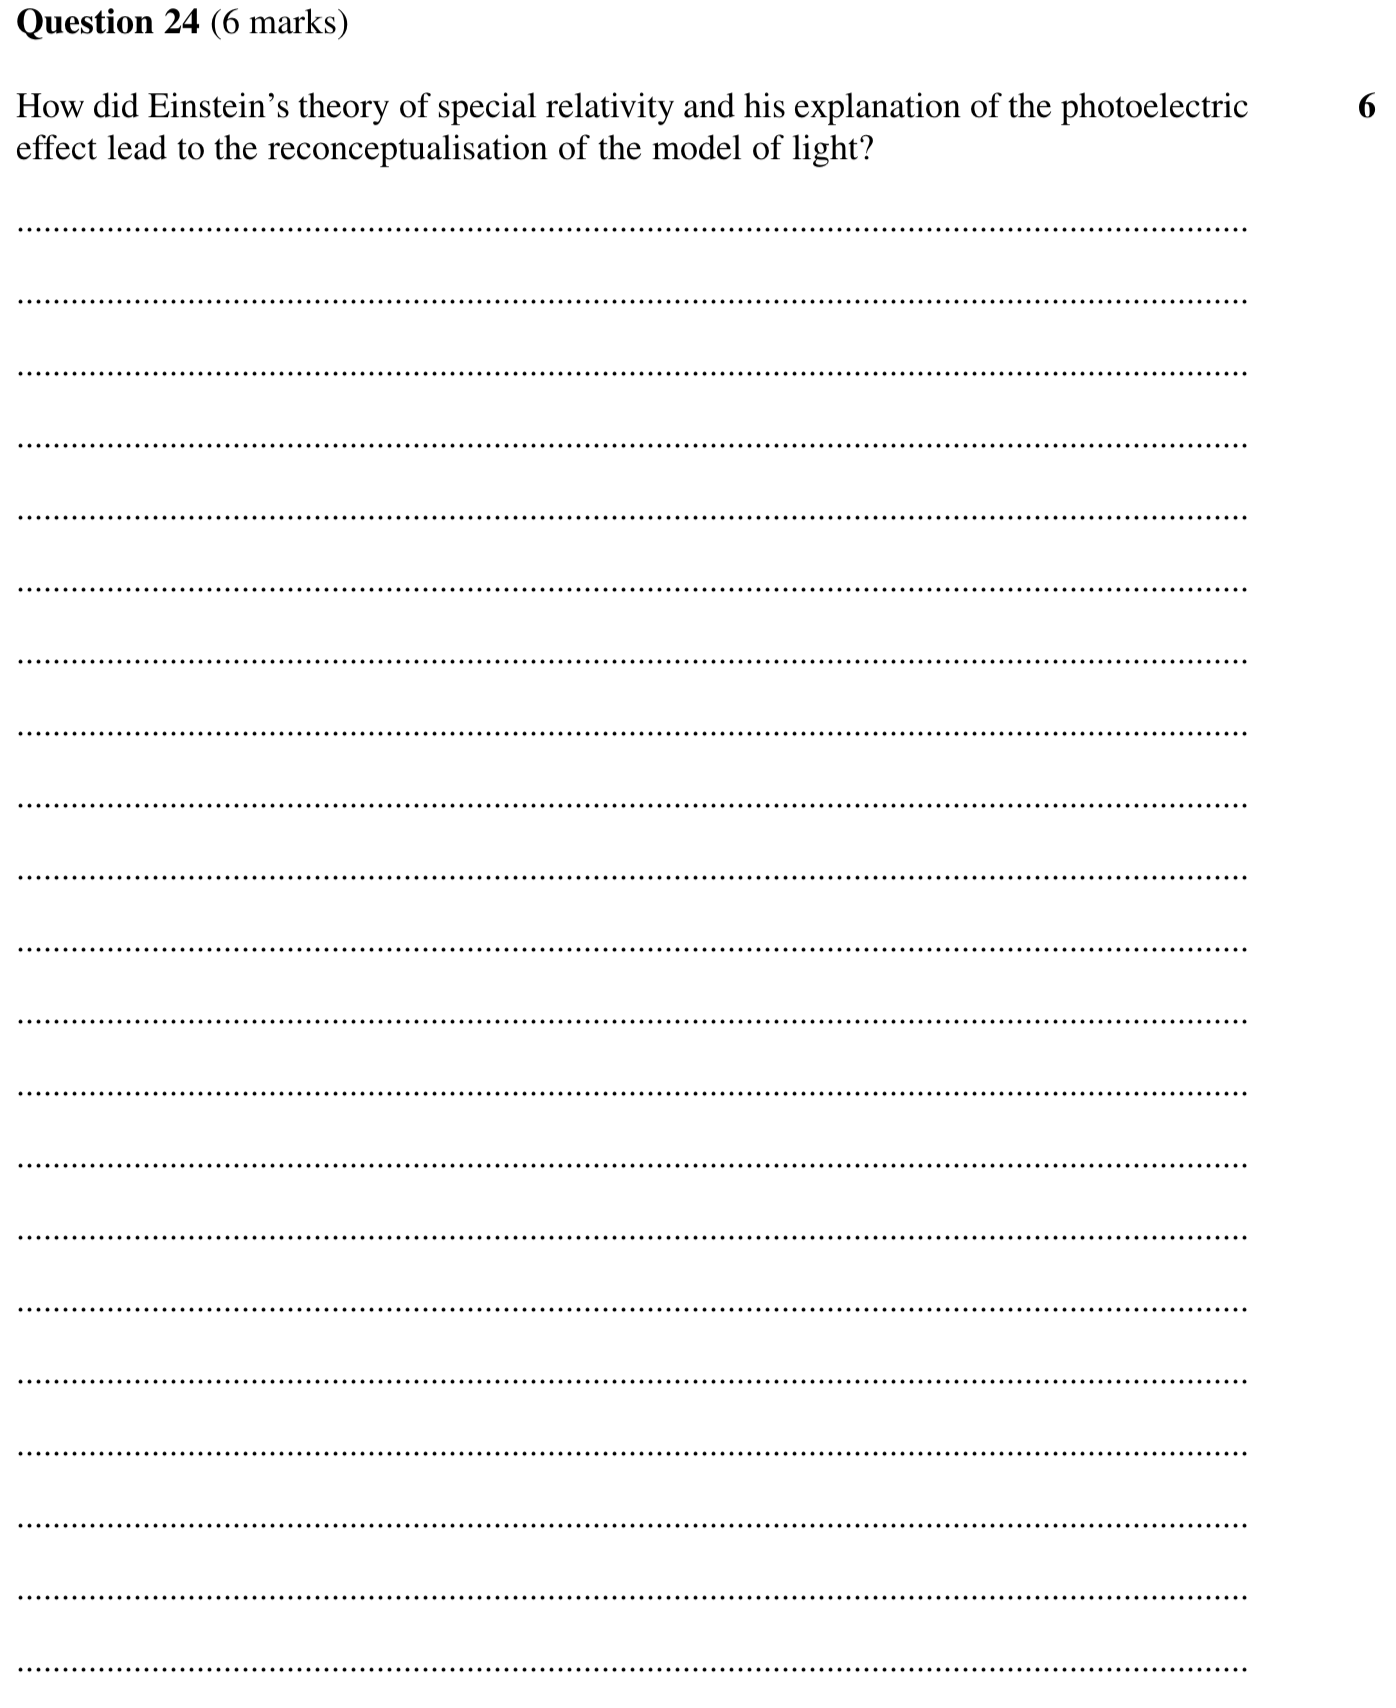 Question 24 (6 marks)
How did Einstein’s theory of special relativity and his explanation of the photoelectric 6
effect lead to the reconceptualisation of the model of light?